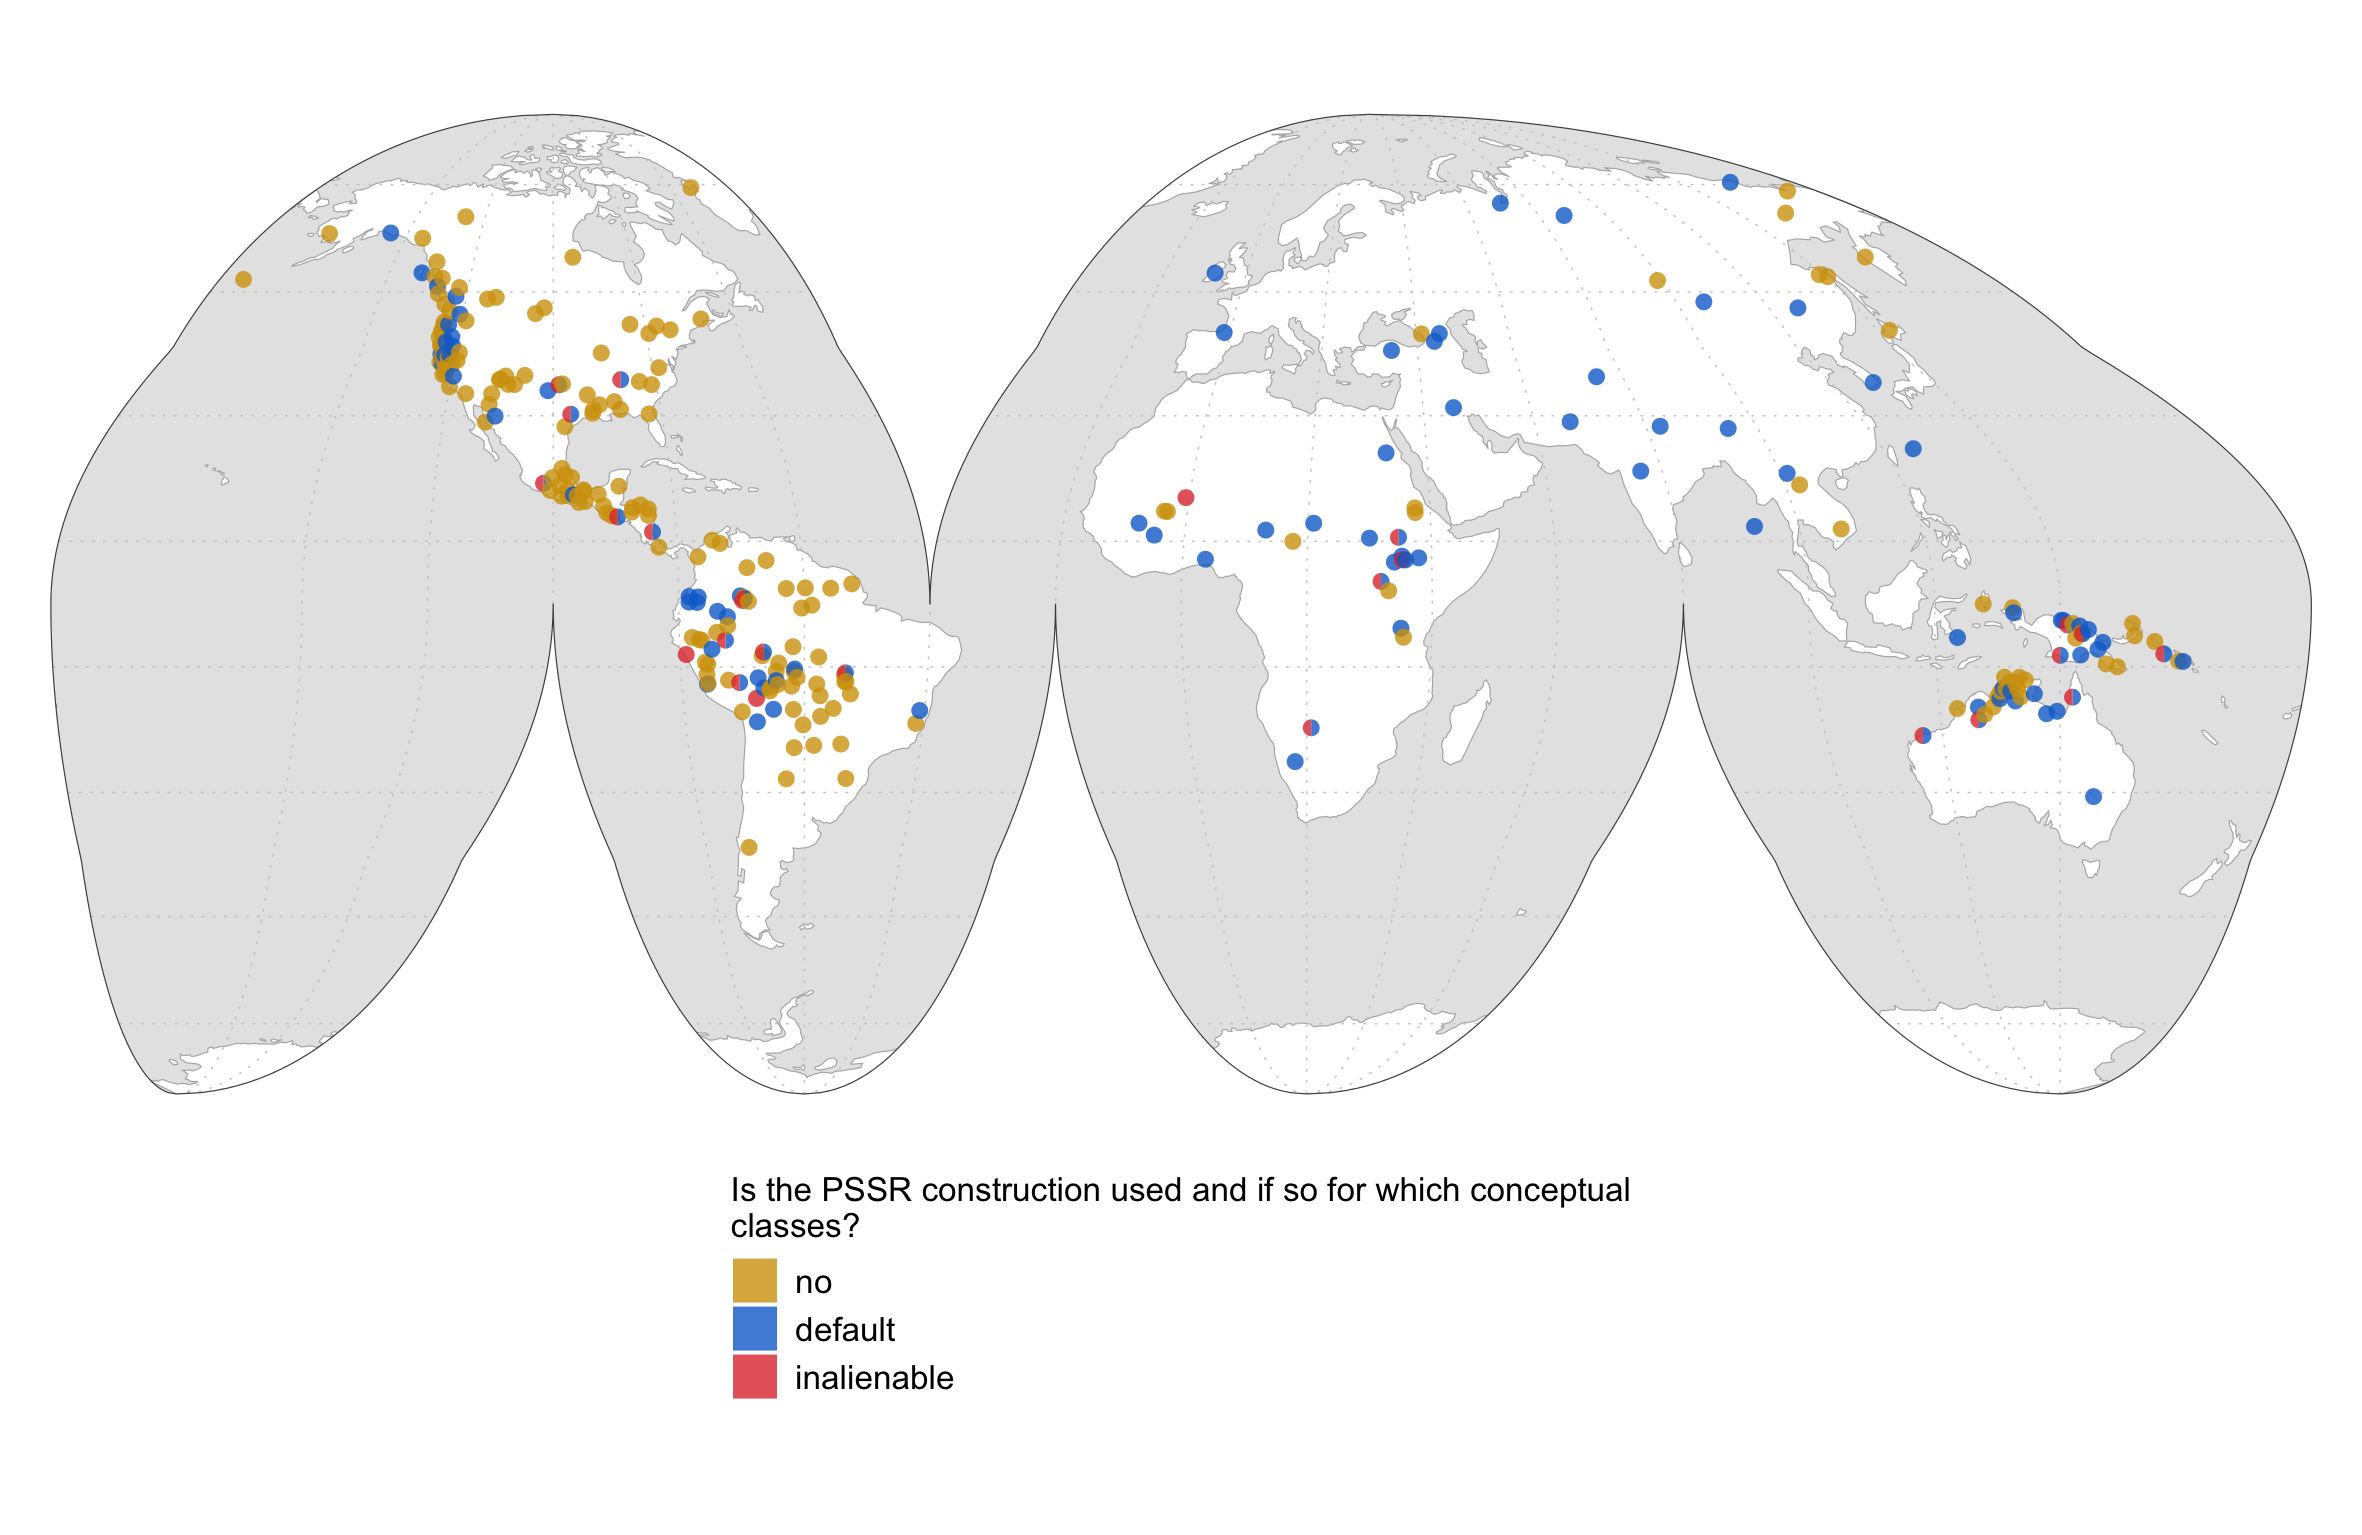 Is the PSSR construction used and if so for which conceptual
classes?
no
default
inalienable